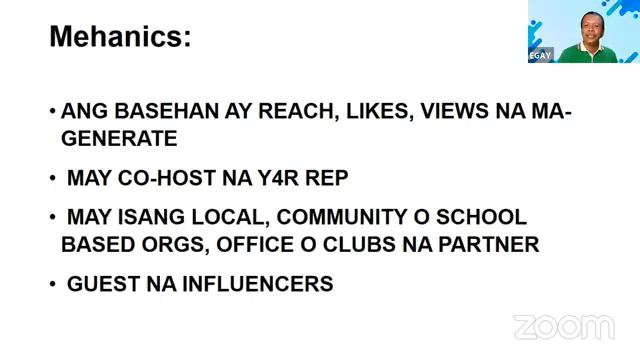 Mehanics:
EGAY
• ANG BASEHAN AY REACH, LIKES, VIEWS NA MA-
GENERATE
• MAY CO-HOST NA Y4R REP
• MAY ISANG LOCAL, COMMUNITY O SCHOOL
BASED ORGS, OFFICE O CLUBS NA PARTNER
• GUEST NA INFLUENCERS
zoom